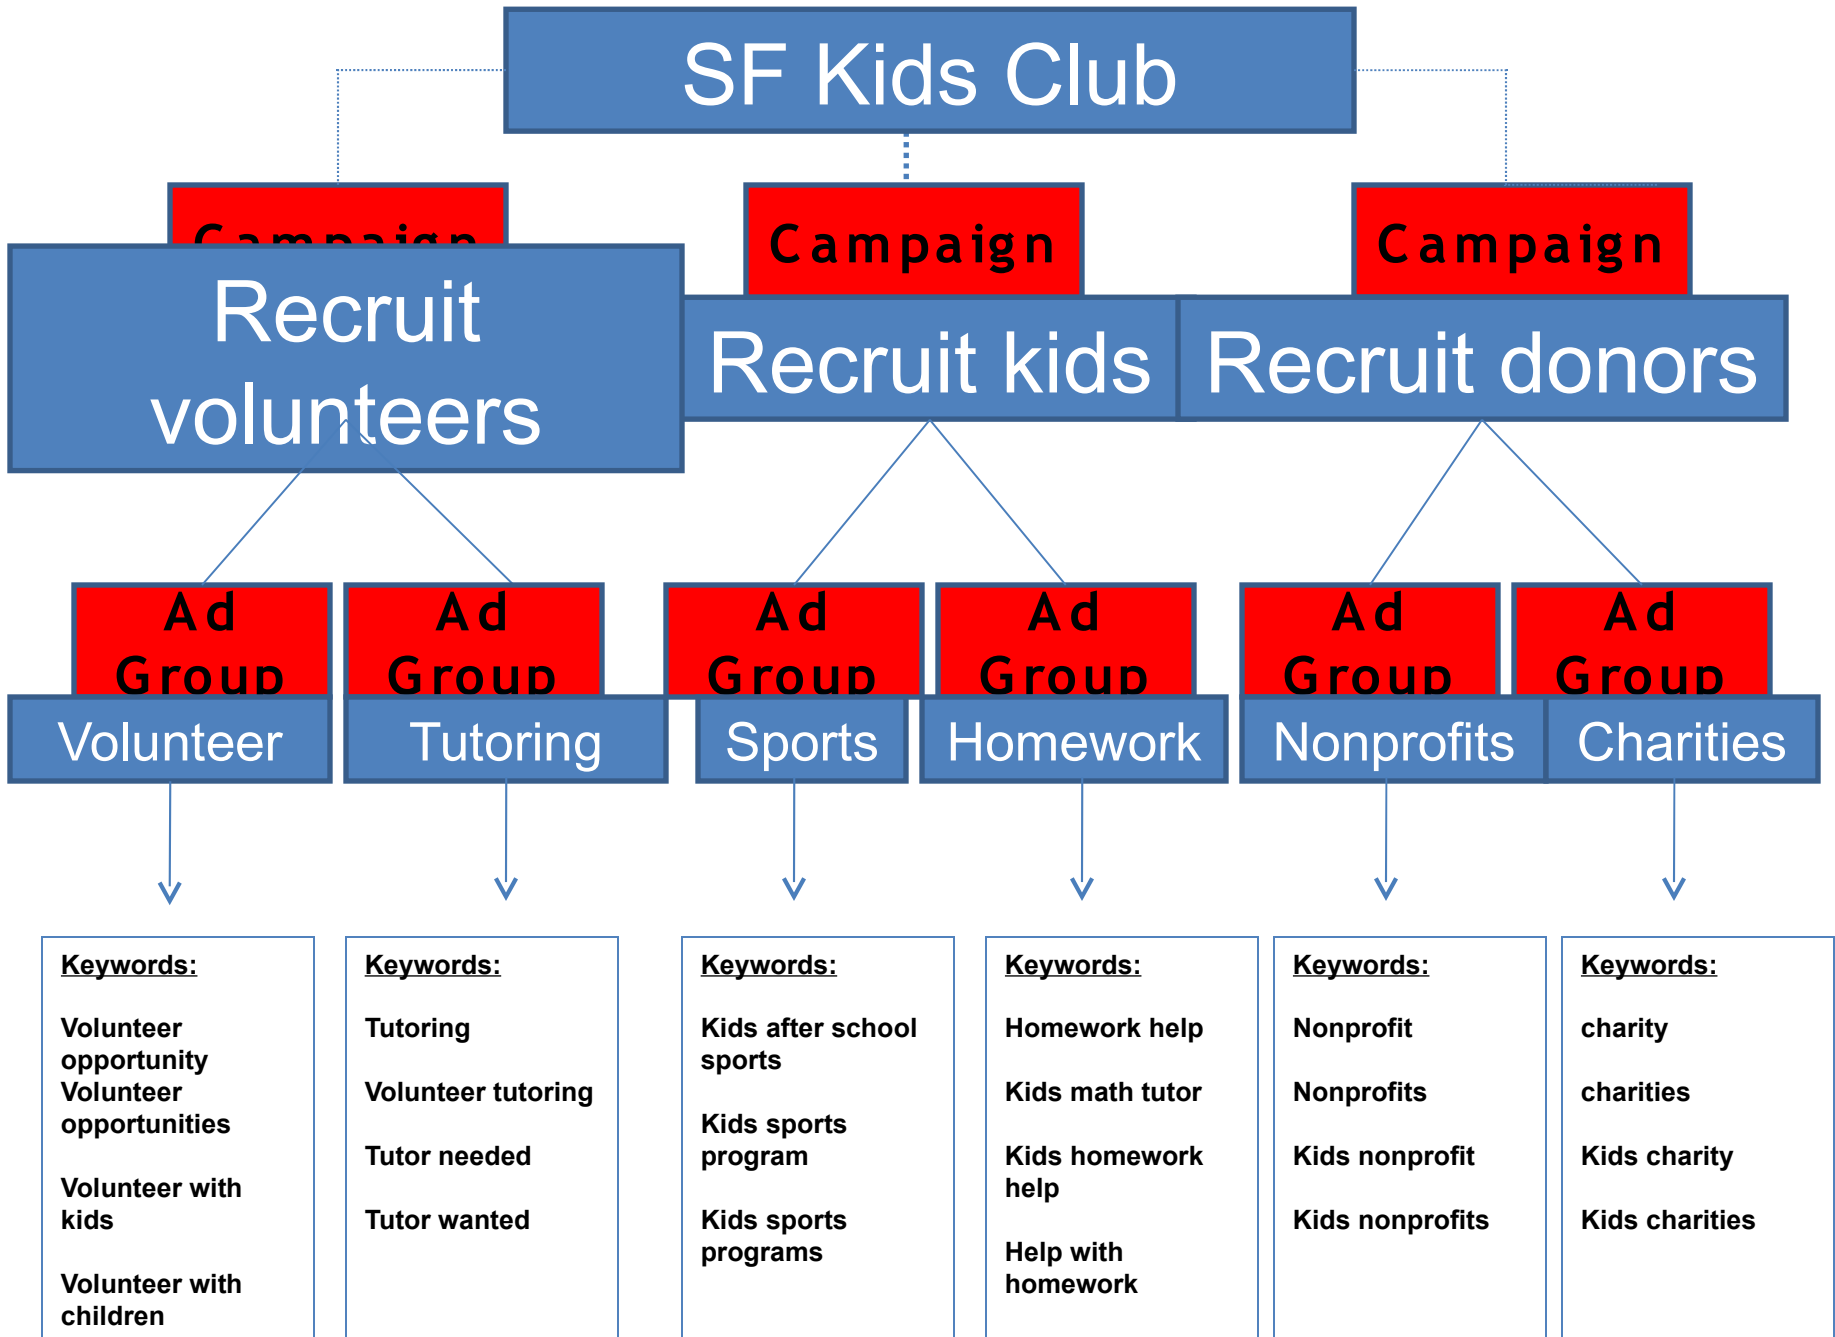 SF Kids Club
Campaign
Campaign
Campaign
Recruit
volunteers
Recruit kids
Recruit donors
Ad
Group
Ad
Group
Ad
Group
Ad
Group
Ad
Group
Ad
Group
Volunteer
Tutoring
Sports
Homework
Nonprofits
Charities
Keywords:
Volunteer
opportunity
Volunteer
opportunities
Volunteer with
kids
Volunteer with
children
Keywords:
Tutoring
Volunteer tutoring
Tutor needed
Tutor wanted
Keywords:
Kids after school
sports
Kids sports
program
Kids sports
programs
Keywords:
Homework help
Kids math tutor
Kids homework
help
Help with
homework
Keywords:
Nonprofit
Nonprofits
Kids nonprofit
Kids nonprofits
Keywords:
charity
charities
Kids charity
Kids charities